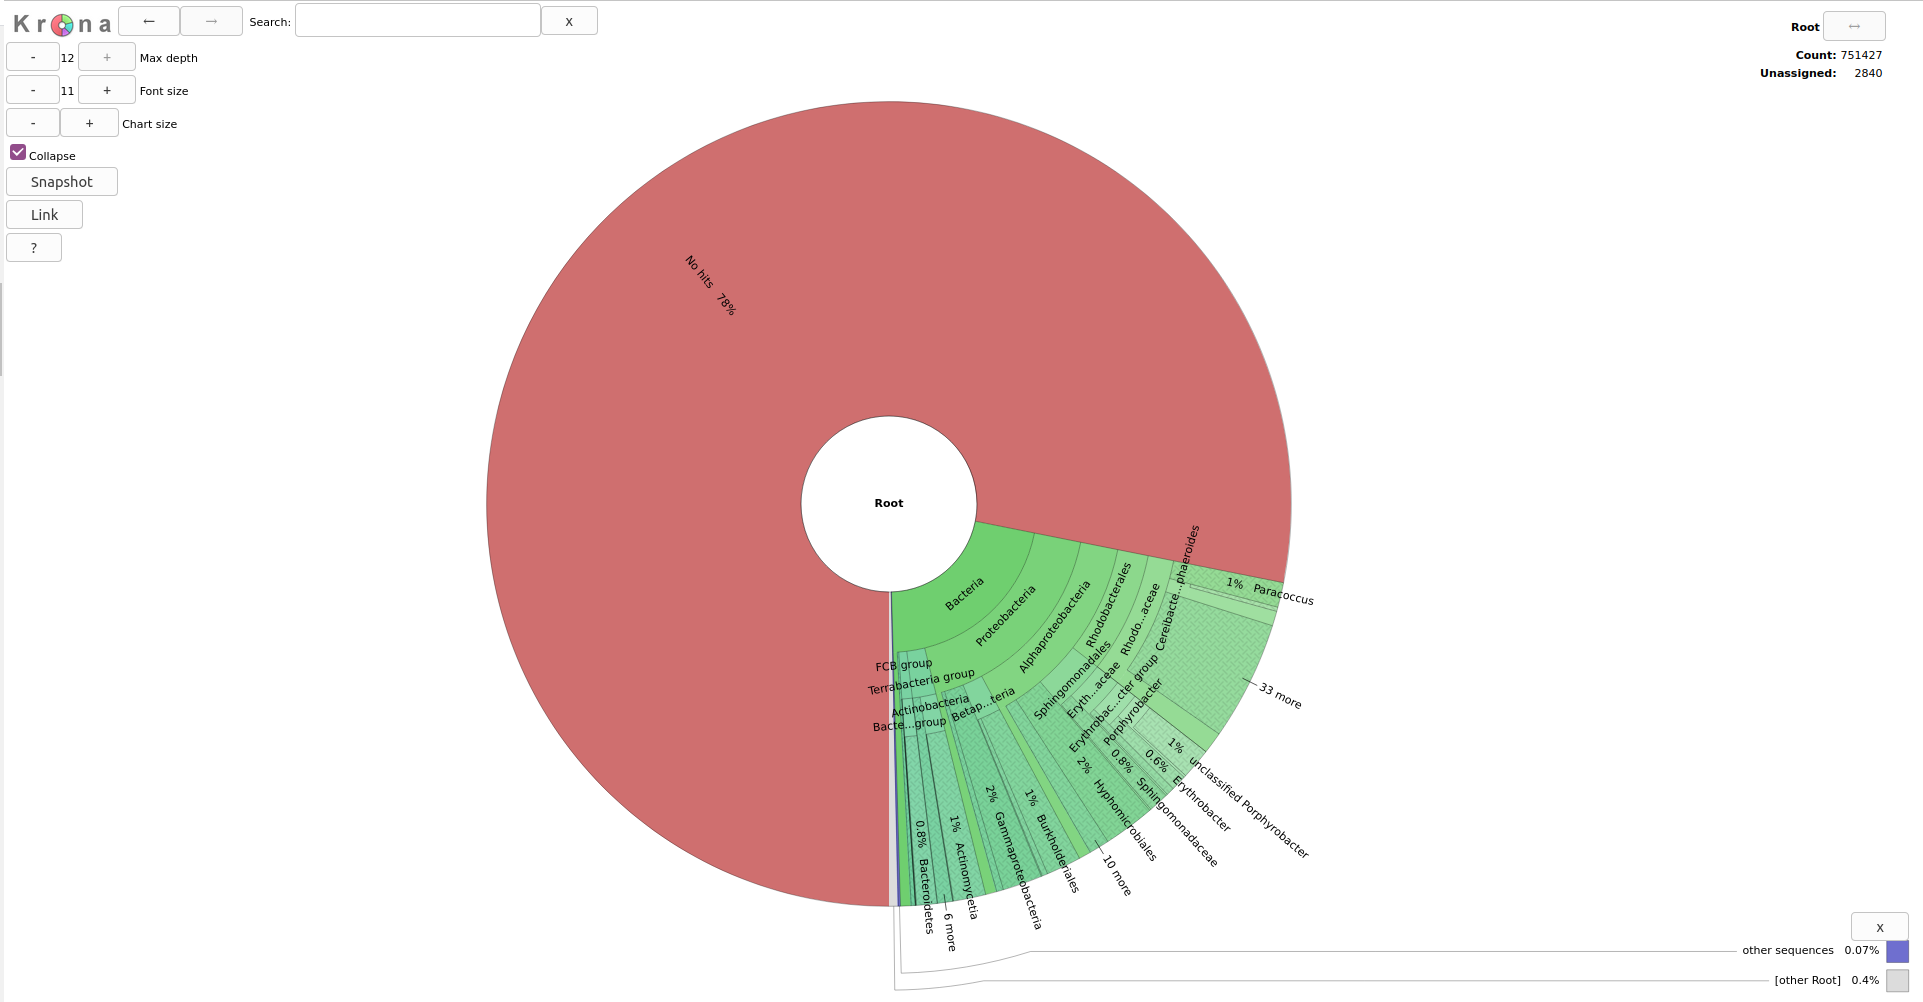 Krona
←
→
Search:
x
Root
↔
- 12 + Max depth
Count: 751427
- 11 + Font size
Unassigned: 2840
- + Chart size
Collapse
Snapshot
Link
?
No hits 78%
Root
Bacteria
Proteobacteria
Alphaproteobacteria
Rhodobacterales
Rhodo...aceae
Cereibacte...phaeroides
1% Paracoccus
33 more
Sphingomonadales
Eryth...aceae
Erythrobac...cter group
Porphyrobacter
1% unclassified Porphyrobacter
0.6% Erythrobacter
0.8% Sphingomonadaceae
2% Hyphomicrobiales
10 more
Betap...teria
1% Burkholderiales
2% Gammaproteobacteria
FCB group
Terrabacteria group
Actinobacteria
Bacte...group
1% Actinomycetia
6 more
0.8% Bacteroidetes
x
other sequences 0.07%
[other Root] 0.4%